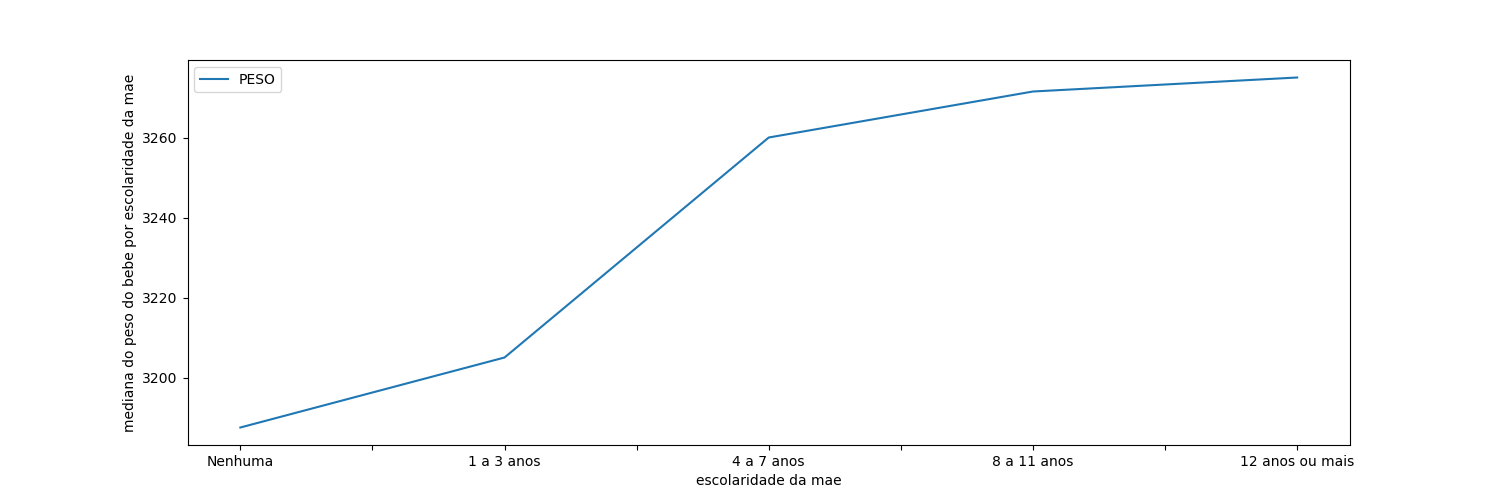 PESO
mediana do peso do bebe por escolaridade da mae
3260
3240
3220
3200
Nenhuma 1 a 3 anos 4 a 7 anos 8 a 11 anos 12 anos ou mais
escolaridade da mae